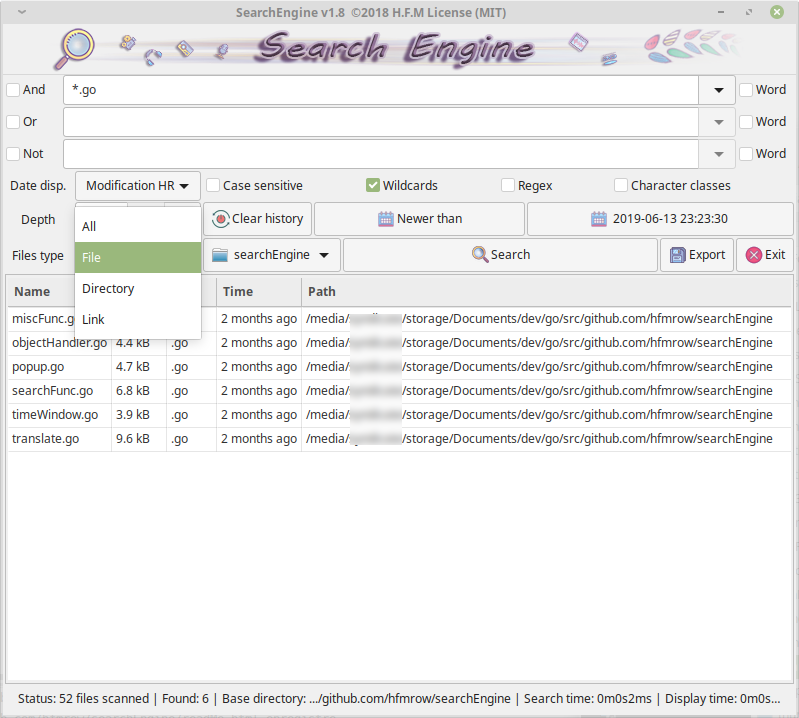 SearchEngine v1.8 ©2018 H.F.M License (MIT)
Search Engine
And *.go Word
Or Word
Not Word
Date disp. Modification HR Case sensitive Wildcards Regex Character classes
Depth Clear history Newer than 2019-06-13 23:23:30
All
Files type searchEngine Search Export Exit
File
Directory
Link
Name Time Path
miscFunc.g 2 months ago /media/ /storage/Documents/dev/go/src/github.com/hfmrow/searchEngine
objectHandler.go 4.4 kB .go 2 months ago /media/ /storage/Documents/dev/go/src/github.com/hfmrow/searchEngine
popup.go 4.7 kB .go 2 months ago /media/ /storage/Documents/dev/go/src/github.com/hfmrow/searchEngine
searchFunc.go 6.8 kB .go 2 months ago /media/ /storage/Documents/dev/go/src/github.com/hfmrow/searchEngine
timeWindow.go 3.9 kB .go 2 months ago /media/ /storage/Documents/dev/go/src/github.com/hfmrow/searchEngine
translate.go 9.6 kB .go 2 months ago /media/ /storage/Documents/dev/go/src/github.com/hfmrow/searchEngine
Status: 52 files scanned | Found: 6 | Base directory: .../github.com/hfmrow/searchEngine | Search time: 0m0s2ms | Display time: 0m0s...